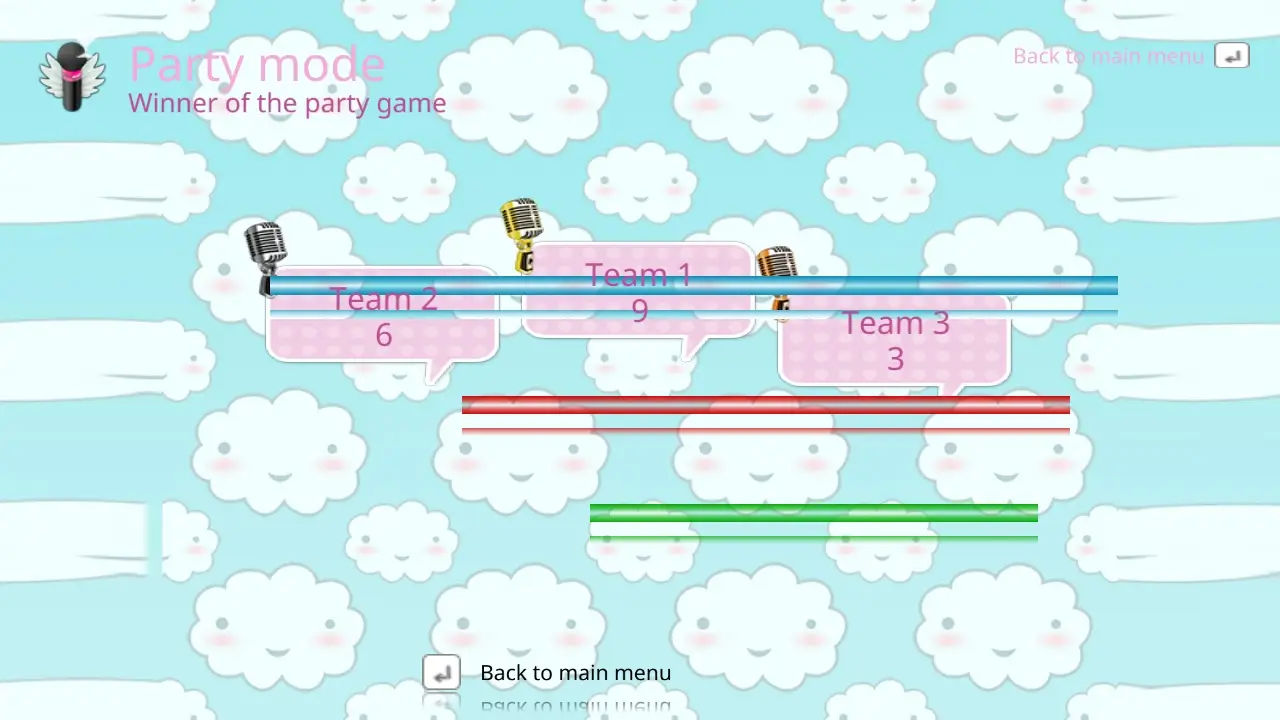 Party mode
Back to main menu
Winner of the party game
Team 1
9
Team 2
6
Team 3
3
Back to main menu